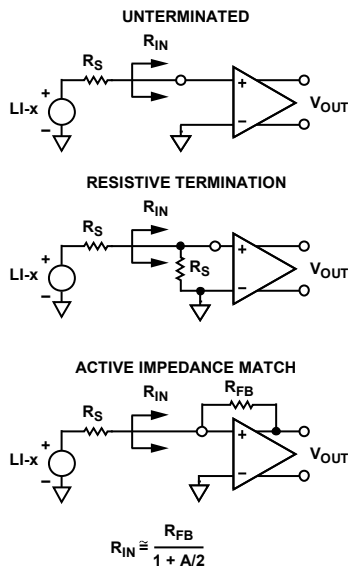 UNTERMINATED
RIN
RS
LI-x
+
−
+
−
VOUT
RESISTIVE TERMINATION
RIN
RS
LI-x
+
−
RS
+
−
VOUT
ACTIVE IMPEDANCE MATCH
RIN
RFB
RS
LI-x
+
−
+
−
VOUT
RIN ≅ RFB
1 + A/2